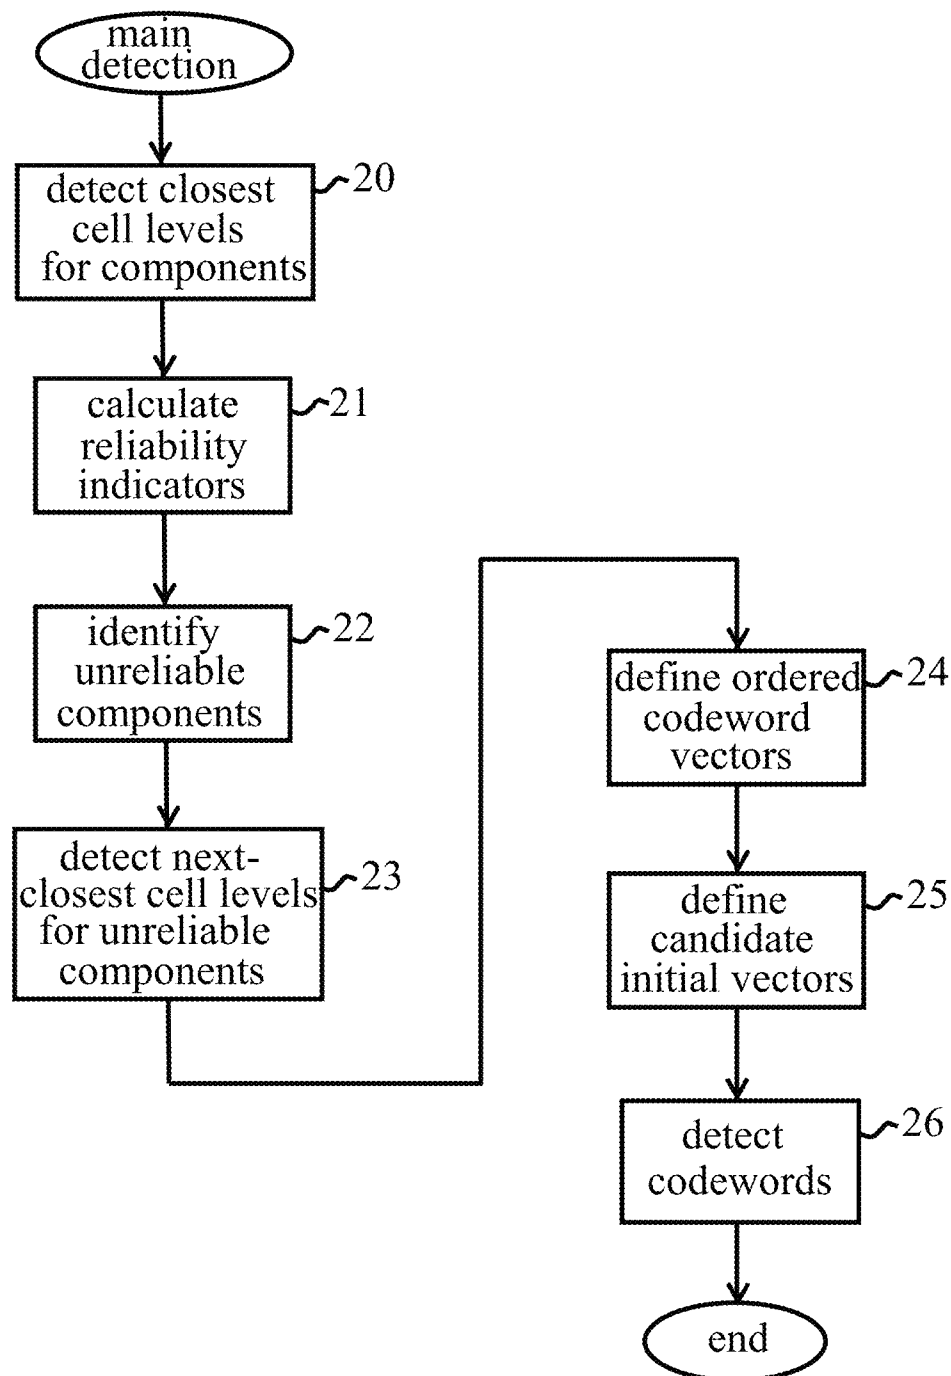 main
detection
20
detect closest
cell levels
for components
21
calculate
reliability
indicators
22
identify
unreliable
components
23
detect next-
closest cell levels
for unreliable
components
24
define ordered
codeword
vectors
25
define
candidate
initial vectors
26
detect
codewords
end